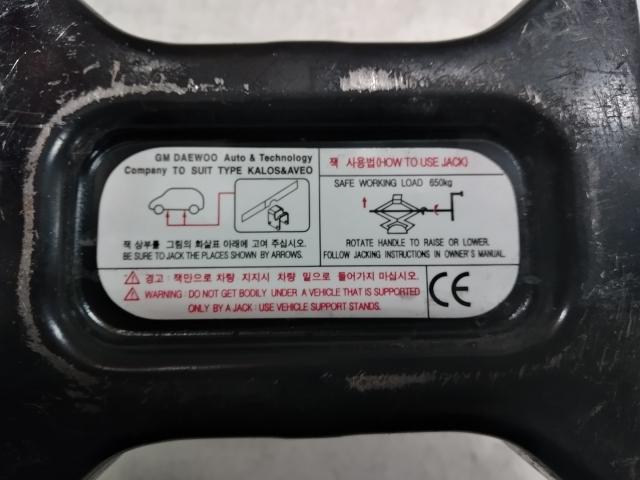 GM DAEWOO Auto & Technology
Company TO SUIT TYPE KALOS&AVEO
잭 상부를 그림의 화살표 아래에 고여 주십시오.
BE SURE TO JACK THE PLACES SHOWN BY ARROWS.
잭 사용법(HOW TO USE JACK)
SAFE WORKING LOAD 650kg
ROTATE HANDLE TO RAISE OR LOWER.
FOLLOW JACKING INSTRUCTIONS IN OWNER'S MANUAL
경고 : 잭만으로 차량 지지시 차량 밑으로 들어가지 마십시오.
WARNING : DO NOT GET BODILY UNDER A VEHICLE THAT IS SUPPORTED
ONLY BY A JACK : USE VEHICLE SUPPORT STANDS.
CE